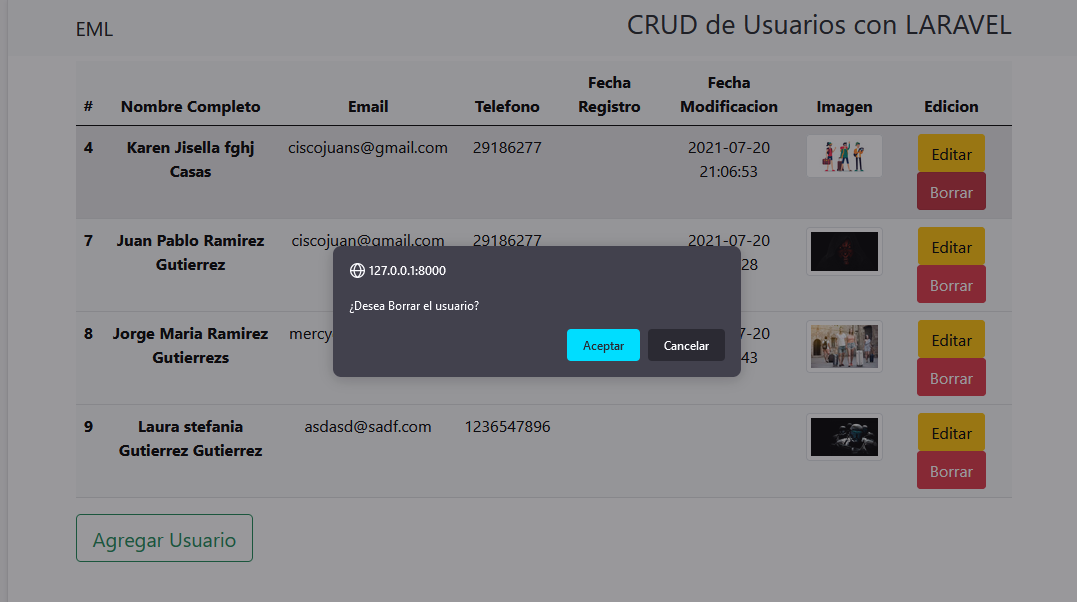 EML
CRUD de Usuarios con LARAVEL
# Nombre Completo Email Telefono Fecha Registro Fecha Modificacion Imagen Edicion
4 Karen Jisella fghj Casas ciscojuans@gmail.com 29186277 2021-07-20 21:06:53 Editar
Borrar
7 Juan Pablo Ramirez Gutierrez ciscojuan@gmail.com 29186277 2021-07-20 28 Editar
Borrar
127.0.0.1:8000
¿Desea Borrar el usuario?
Aceptar Cancelar
8 Jorge Maria Ramirez Gutierrezs mercy 7-20 43 Editar
Borrar
9 Laura stefania Gutierrez Gutierrez asdasd@sadf.com 1236547896 Editar
Borrar
Agregar Usuario